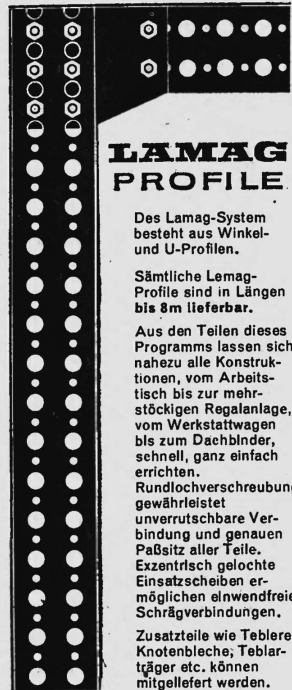 LAMAG
PROFILE
Des Lamag-System
besteht aus Winkel-
und U-Profilen.
Sämtliche Lemag-
Profile sind in Längen
bis 8m lieferbar.
Aus den Teilen dieses
Programms lassen sich
nahezu alle Konstruk-
tionen, vom Arbeits-
tisch bis zur mehr-
stöckigen Regalanlage,
vom Werkstattwagen
bis zum Dachbinder,
schnell, ganz einfach
errichten.
Rundlochverschreubung
gewährleistet
unverrutschbare Ver-
bindung und genauen
Paßsitz aller Teile.
Exzentrisch gelochte
Einsatzscheiben er-
möglichen einwendfreie
Schrägverbindungen.
Zusatzteile wie Teblere
Knotenbleche, Teblar-
träger etc. können
mitgeliefert werden.